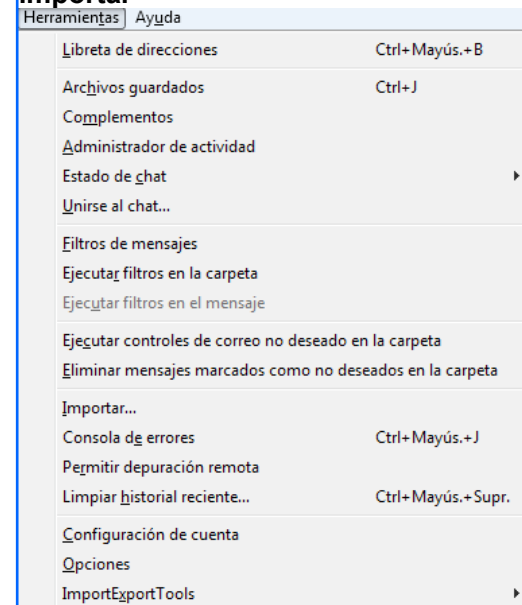 Importar
Herramientas Ayuda
Libreta de direcciones Ctrl+Mayús.+B
Archivos guardados Ctrl+J
Complementos
Administrador de actividad
Estado de chat
Unirse al chat...
Filtros de mensajes
Ejecutar filtros en la carpeta
Ejecutar filtros en el mensaje
Ejecutar controles de correo no deseado en la carpeta
Eliminar mensajes marcados como no deseados en la carpeta
Importar...
Consola de errores Ctrl+Mayús.+J
Permitir depuración remota
Limpiar historial reciente... Ctrl+Mayús.+Supr.
Configuración de cuenta
Opciones
ImportExportTools